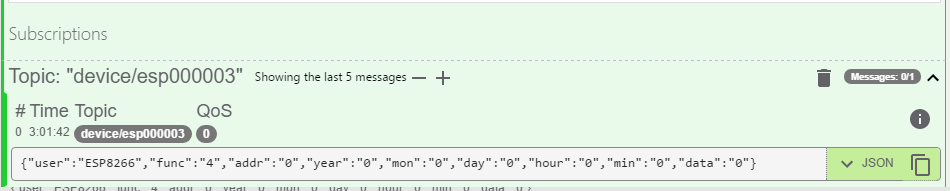 Subscriptions
Topic: "device/esp000003" Showing the last 5 messages — + Messages: 0/1
# Time Topic QoS
0 3:01:42 device/esp000003 0
{"user":"ESP8266","func":"4","addr":"0","year":"0","mon":"0","day":"0","hour":"0","min":"0","data":"0"} JSON